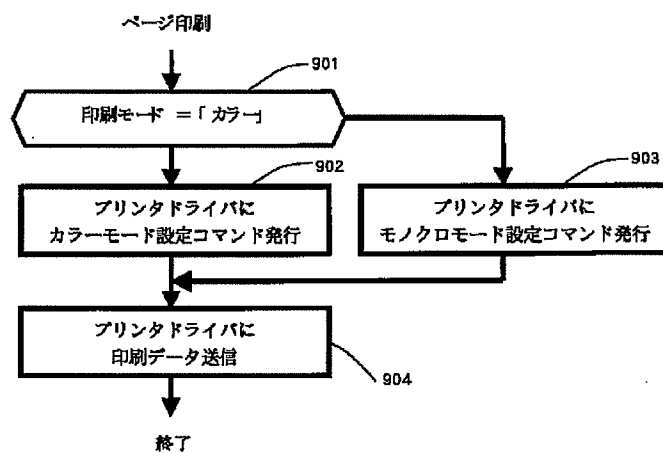 ページ印刷
901
印刷モード ＝「カラー」
902
プリンタドライバに
カラーモード設定コマンド発行
903
プリンタドライバに
モノクロモード設定コマンド発行
プリンタドライバに
印刷データ送信
904
終了